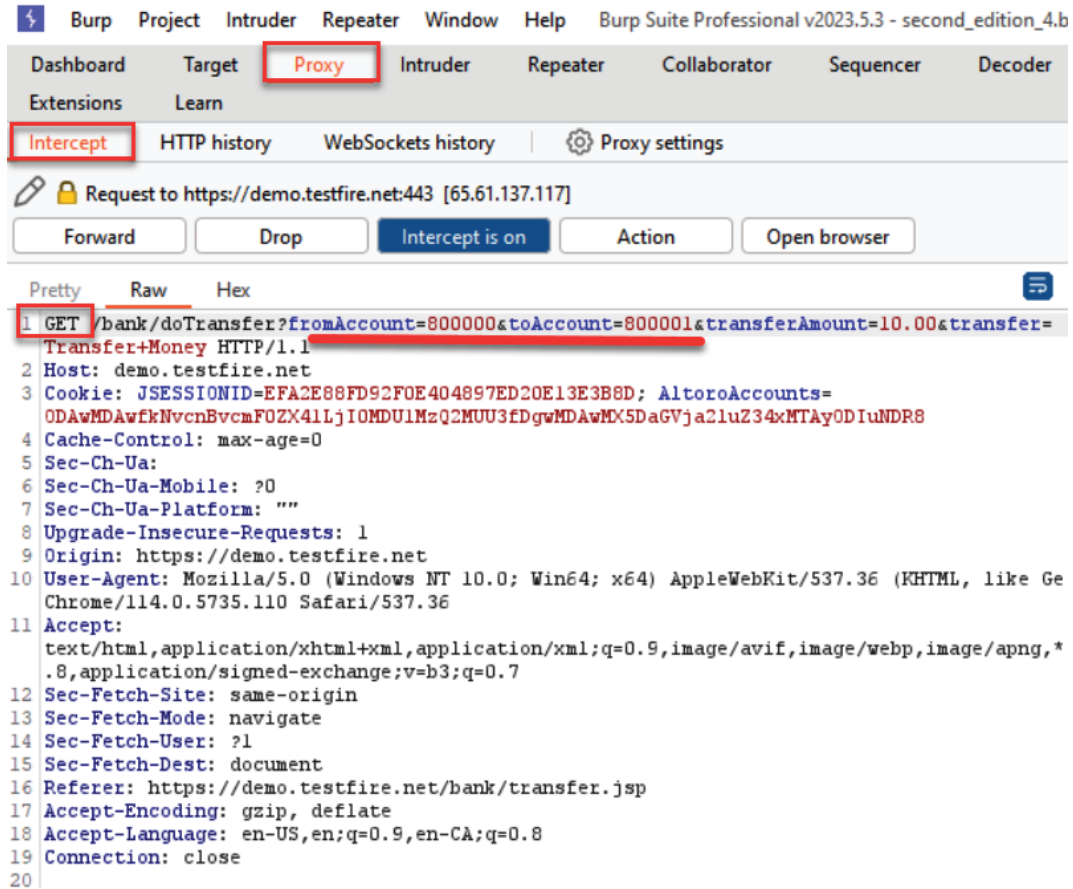 Burp Project Intruder Repeater Window Help Burp Suite Professional v2023.5.3 - second_edition_4.b
Dashboard Target Proxy Intruder Repeater Collaborator Sequencer Decoder
Extensions Learn
Intercept HTTP history WebSockets history Proxy settings
Request to https://demo.testfire.net:443 [65.61.137.117]
Forward Drop Intercept is on Action Open browser
Pretty Raw Hex
1 GET /bank/doTransfer?fromAccount=800000&toAccount=800001&transferAmount=10.00&transfer=
Transfer+Money HTTP/1.1
2 Host: demo.testfire.net
3 Cookie: JSESSIONID=EFA2E88FD92F0E404897ED20E13E3B8D; AltoroAccounts=
ODAwMDAwfkNvcnBvcmF0ZX41LjI0MDU1MzQ2MUU3fDgwMDAwMX5DaGVja2luZ34xMTAyODIuNDR8
4 Cache-Control: max-age=0
5 Sec-Ch-Ua:
6 Sec-Ch-Ua-Mobile: ?0
7 Sec-Ch-Ua-Platform: ""
8 Upgrade-Insecure-Requests: 1
9 Origin: https://demo.testfire.net
10 User-Agent: Mozilla/5.0 (Windows NT 10.0; Win64; x64) AppleWebKit/537.36 (KHTML, like Ge
Chrome/114.0.5735.110 Safari/537.36
11 Accept:
text/html,application/xhtml+xml,application/xml;q=0.9,image/avif,image/webp,image/apng,*
.8,application/signed-exchange;v=b3;q=0.7
12 Sec-Fetch-Site: same-origin
13 Sec-Fetch-Mode: navigate
14 Sec-Fetch-User: ?1
15 Sec-Fetch-Dest: document
16 Referer: https://demo.testfire.net/bank/transfer.jsp
17 Accept-Encoding: gzip, deflate
18 Accept-Language: en-US,en;q=0.9,en-CA;q=0.8
19 Connection: close
20